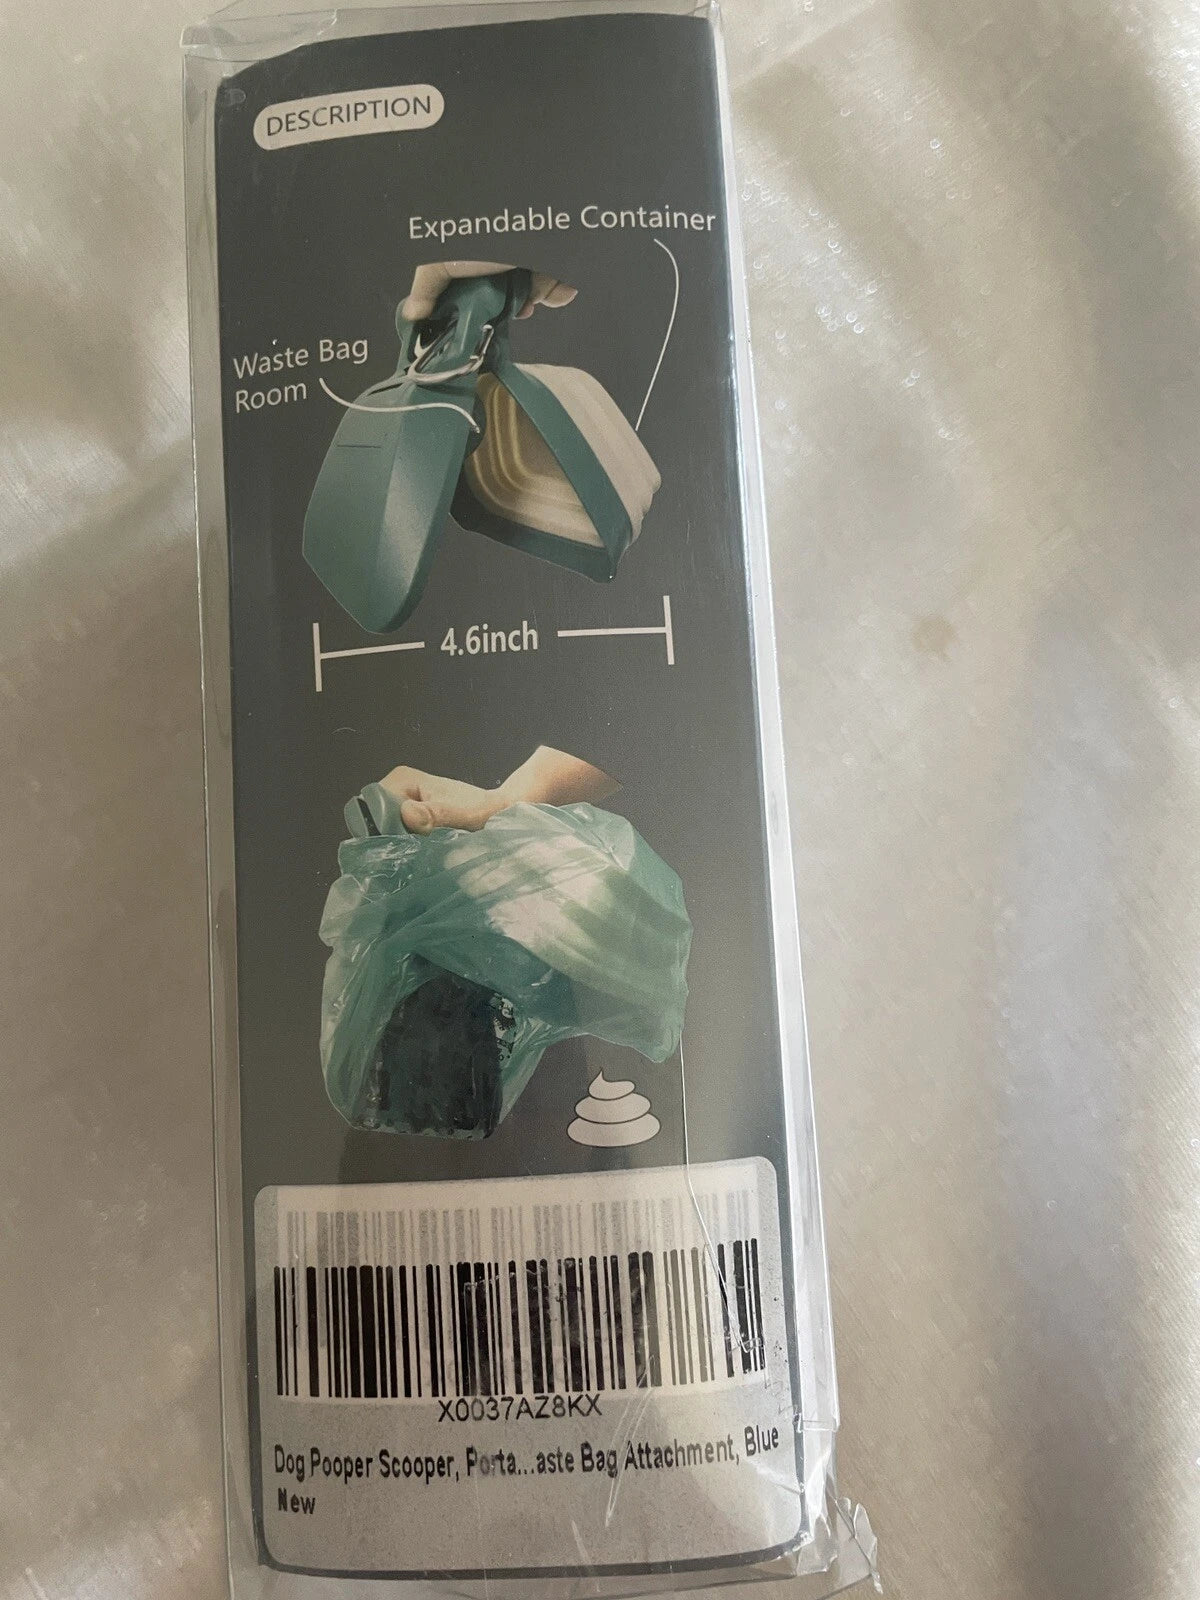 DESCRIPTION
Expandable Container
Waste Bag
Room
4.6inch
X0037AZ8KX
Dog Pooper Scooper, Porta...aste Bag Attachment, Blue
New